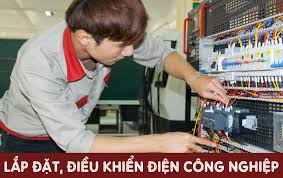 LẮP ĐẶT, ĐIỀU KHIỂN ĐIỆN CÔNG NGHIỆP